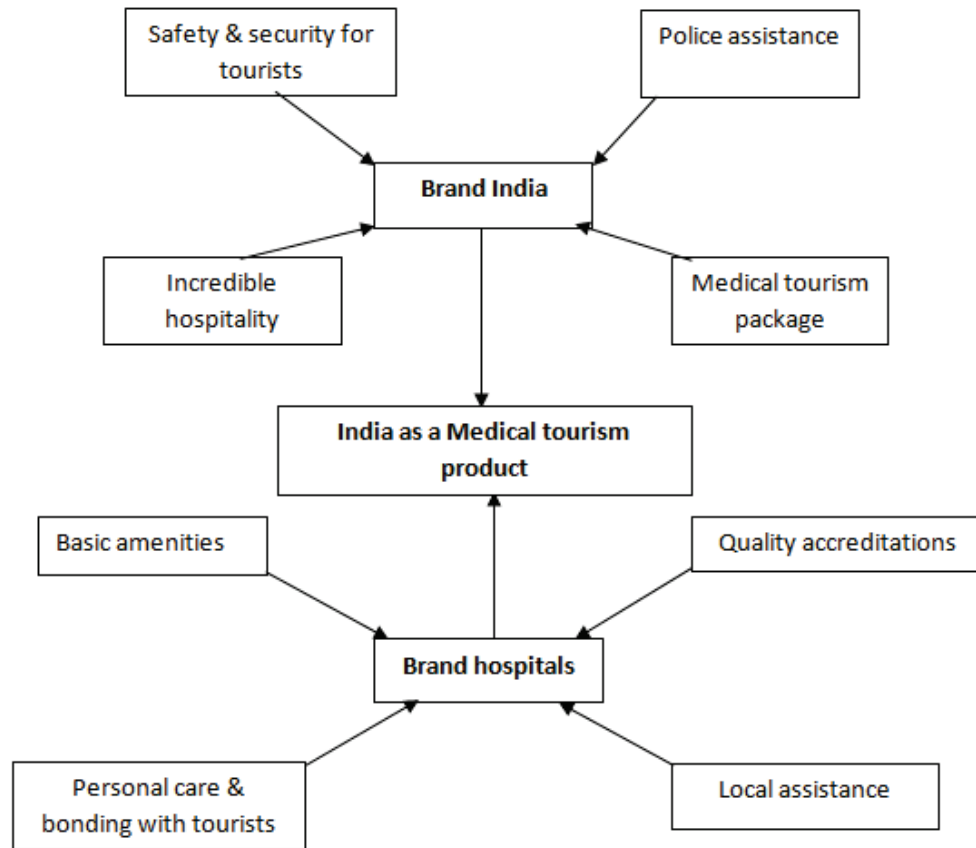 Safety & security for
tourists
Police assistance
Brand India
Incredible
hospitality
Medical tourism
package
India as a Medical tourism
product
Basic amenities
Quality accreditations
Brand hospitals
Personal care &
bonding with tourists
Local assistance